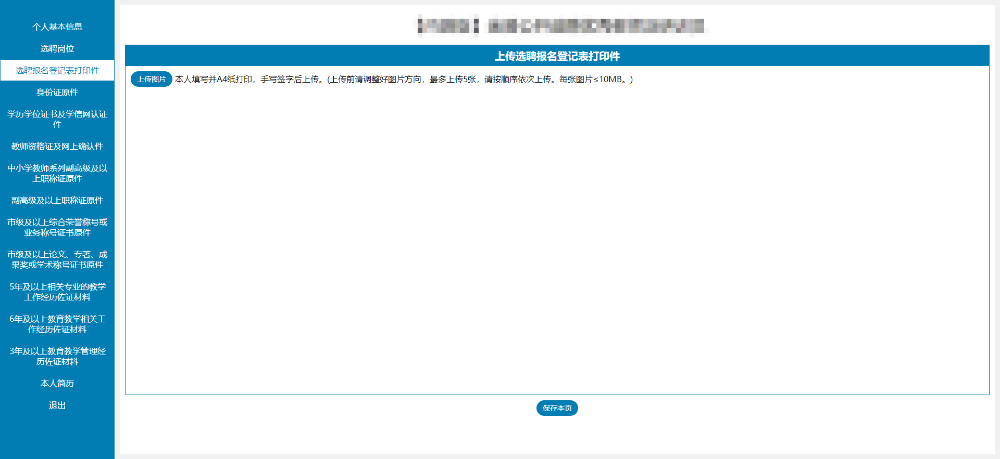 个人基本信息
选聘岗位
选聘报名登记表打印件
身份证原件
学历学位证书及学信网认证
件
教师资格证及网上确认件
中小学教师系列副高级及以
上职称证原件
副高级及以上职称证原件
市级及以上综合荣誉称号或
业务称号证书原件
市级及以上论文、专著、成
果奖或学术称号证书原件
5年及以上相关专业的教学
工作经历佐证材料
6年及以上教育教学相关工
作经历佐证材料
3年及以上教育教学管理经
历佐证材料
本人简历
退出
上传选聘报名登记表打印件
上传图片 本人填写并A4纸打印，手写签字后上传。(上传前请调整好图片方向，最多上传5张，请按顺序依次上传。每张图片≤10MB。)
保存本页